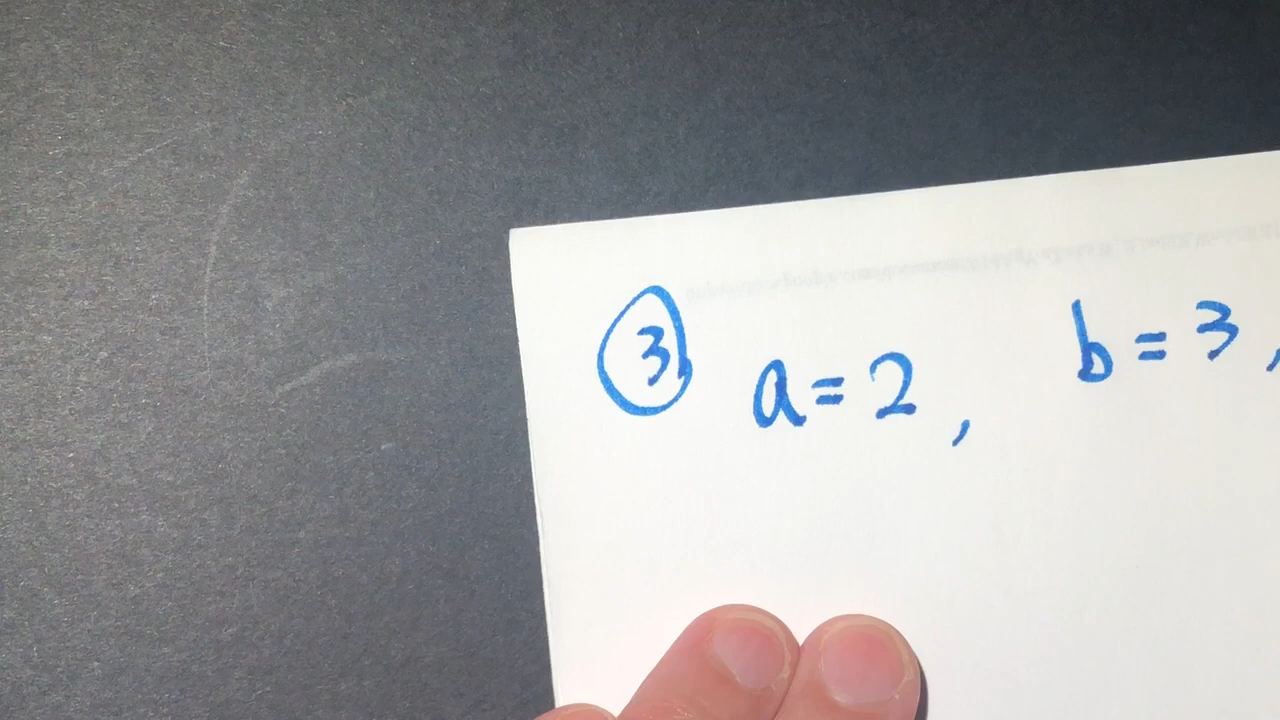 ③ a = 2 , b = 3 ,